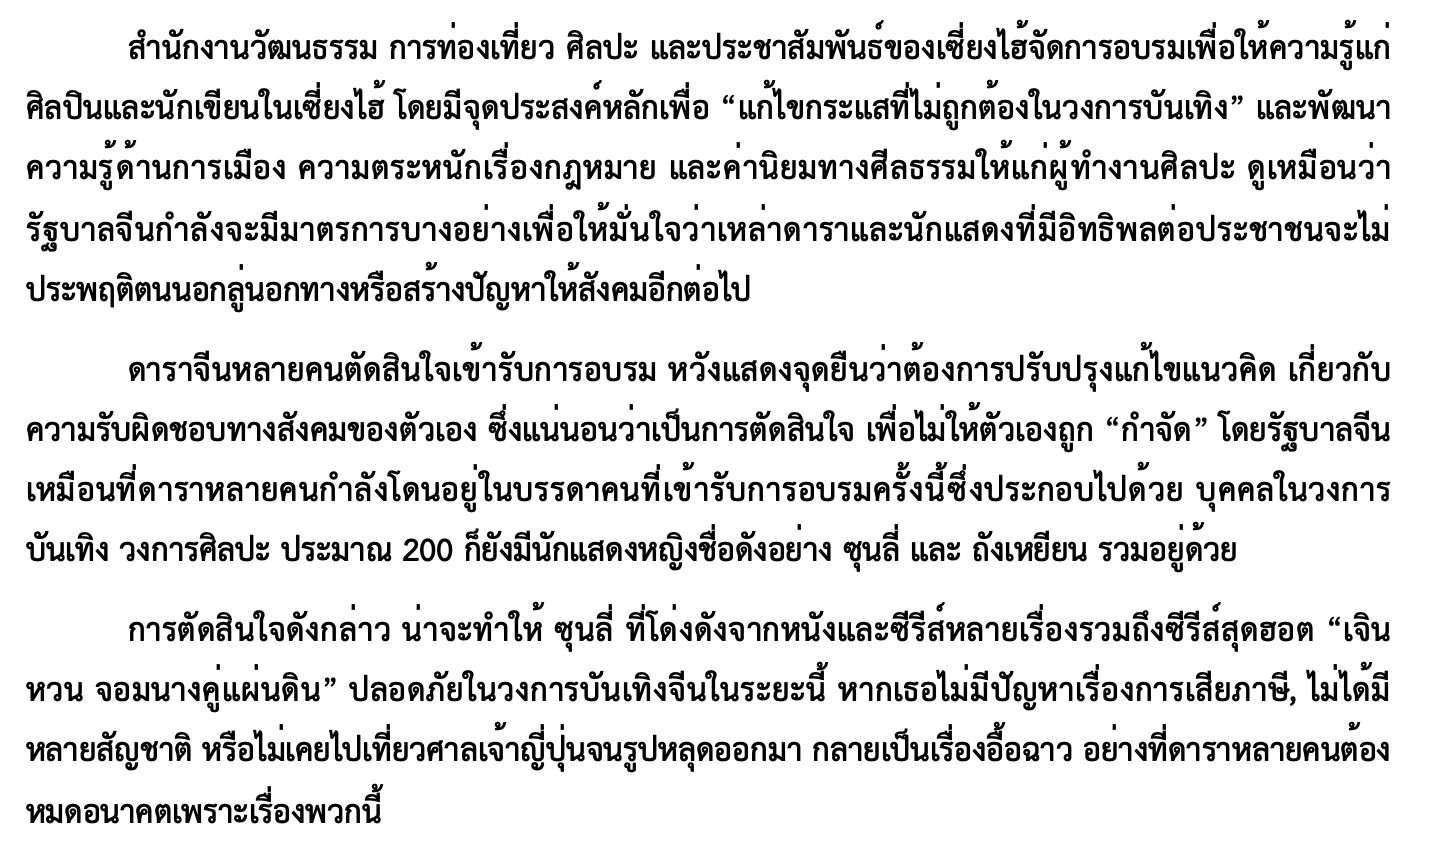 สำนักงานวัฒนธรรม การท่องเที่ยว ศิลปะ และประชาสัมพันธ์ของเซี่ยงไฮ้จัดการอบรมเพื่อให้ความรู้แก่
ศิลปินและนักเขียนในเซี่ยงไฮ้ โดยมีจุดประสงค์หลักเพื่อ “แก้ไขกระแสที่ไม่ถูกต้องในวงการบันเทิง” และพัฒนา
ความรู้ด้านการเมือง ความตระหนักเรื่องกฎหมาย และค่านิยมทางศีลธรรมให้แก่ผู้ทำงานศิลปะ ดูเหมือนว่า
รัฐบาลจีนกำลังจะมีมาตรการบางอย่างเพื่อให้มั่นใจว่าเหล่าดาราและนักแสดงที่มีอิทธิพลต่อประชาชนจะไม่
ประพฤติตนนอกลู่นอกทางหรือสร้างปัญหาให้สังคมอีกต่อไป
ดาราจีนหลายคนตัดสินใจเข้ารับการอบรม หวังแสดงจุดยืนว่าต้องการปรับปรุงแก้ไขแนวคิด เกี่ยวกับ
ความรับผิดชอบทางสังคมของตัวเอง ซึ่งแน่นอนว่าเป็นการตัดสินใจ เพื่อไม่ให้ตัวเองถูก “กำจัด” โดยรัฐบาลจีน
เหมือนที่ดาราหลายคนกำลังโดนอยู่ในบรรดาคนที่เข้ารับการอบรมครั้งนี้ซึ่งประกอบไปด้วย บุคคลในวงการ
บันเทิง วงการศิลปะ ประมาณ 200 ก็ยังมีนักแสดงหญิงชื่อดังอย่าง ซุนลี่ และ ถังเหยียน รวมอยู่ด้วย
การตัดสินใจดังกล่าว น่าจะทำให้ ซุนลี่ ที่โด่งดังจากหนังและซีรีส์หลายเรื่องรวมถึงซีรีส์สุดฮอต “เจิน
หวน จอมนางคู่แผ่นดิน” ปลอดภัยในวงการบันเทิงจีนในระยะนี้ หากเธอไม่มีปัญหาเรื่องการเสียภาษี, ไม่ได้มี
หลายสัญชาติ หรือไม่เคยไปเที่ยวศาลเจ้าญี่ปุ่นจนรูปหลุดออกมา กลายเป็นเรื่องอื้อฉาว อย่างที่ดาราหลายคนต้อง
หมดอนาคตเพราะเรื่องพวกนี้